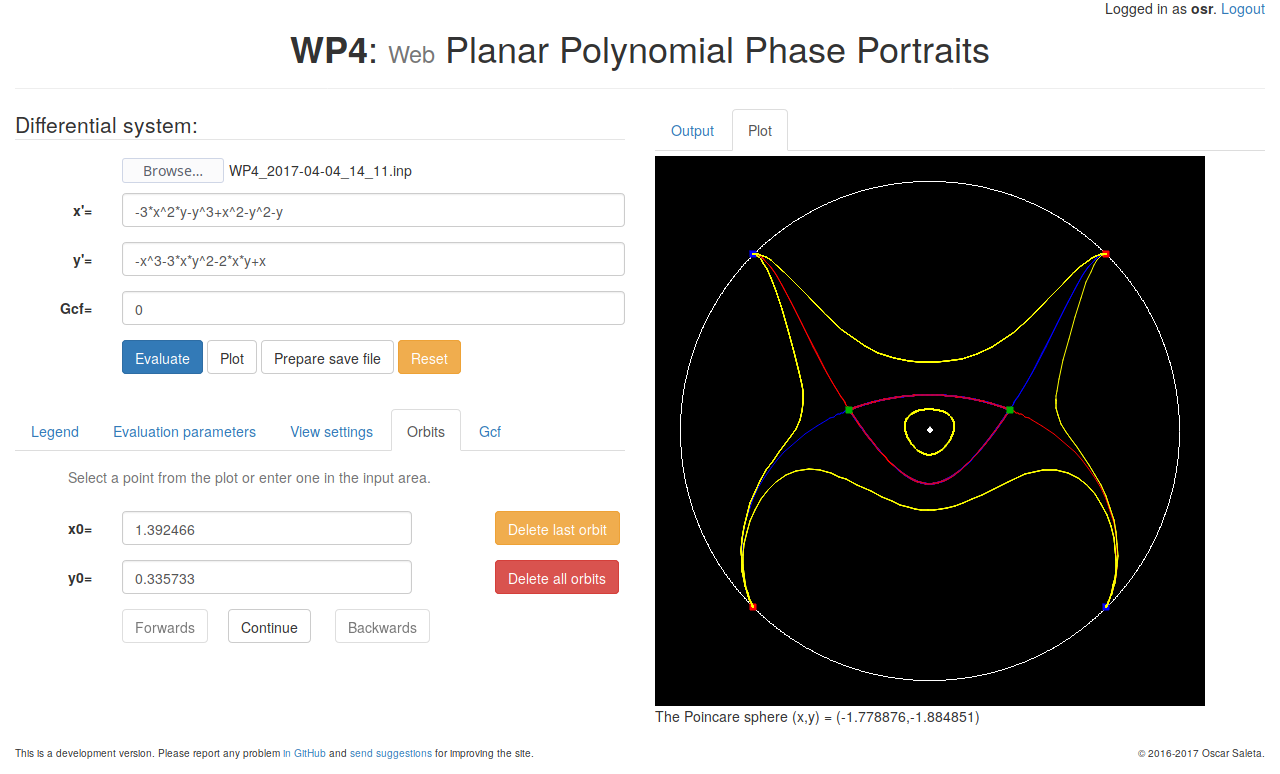 Logged in as osr. Logout
WP4: Web Planar Polynomial Phase Portraits
Differential system:
Browse... WP4_2017-04-04_14_11.inp
x'= -3*x^2*y-y^3+x^2-y^2-y
y'= -x^3-3*x*y^2-2*x*y+x
Gcf= 0
Evaluate Plot Prepare save file Reset
Legend Evaluation parameters View settings Orbits Gcf
Select a point from the plot or enter one in the input area.
x0= 1.392466 Delete last orbit
y0= 0.335733 Delete all orbits
Forwards Continue Backwards
Output Plot
The Poincare sphere (x,y) = (-1.778876,-1.884851)
This is a development version. Please report any problem in GitHub and send suggestions for improving the site.
© 2016-2017 Oscar Saleta.